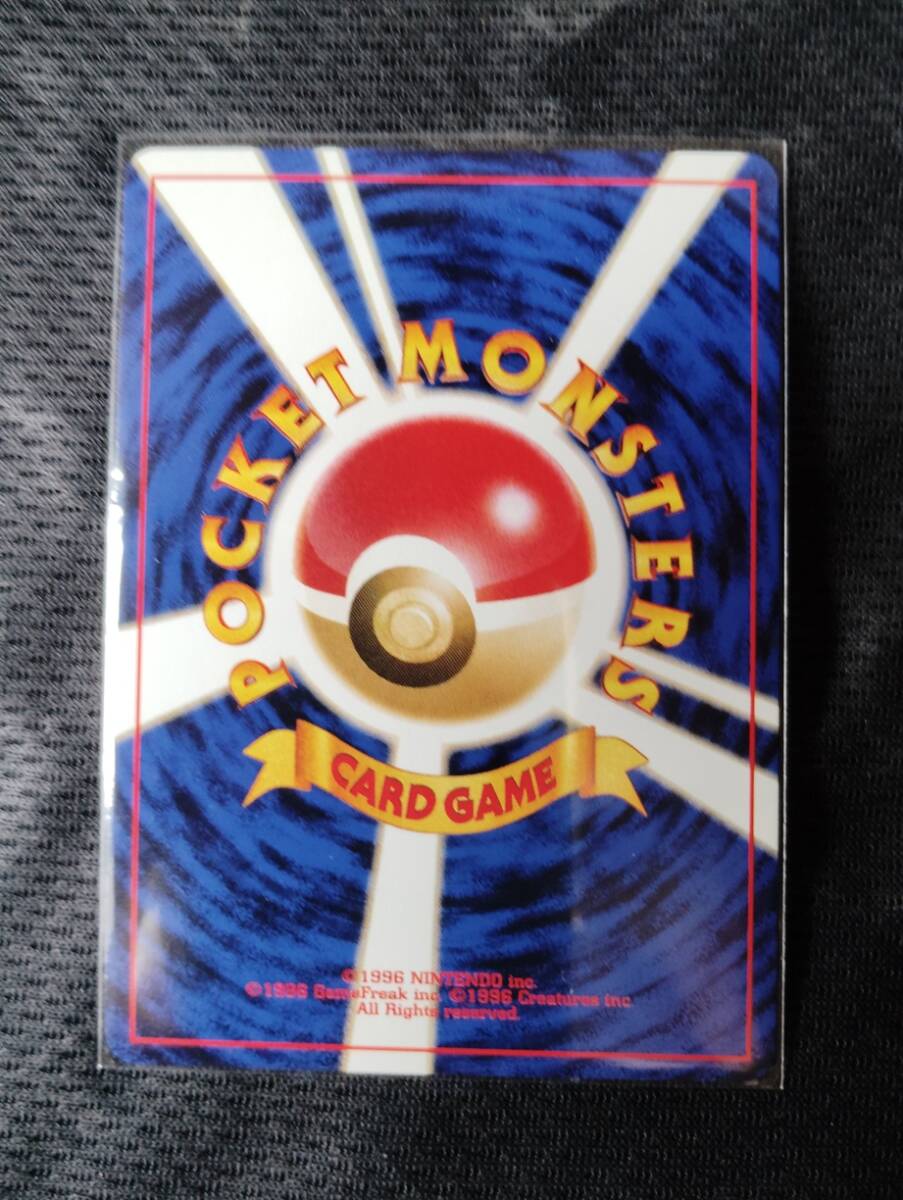 POCKET MONSTERS
CARD GAME
©1996 NINTENDO inc.
©1996 GameFreak inc. ©1996 Creatures inc.
All Rights reserved.